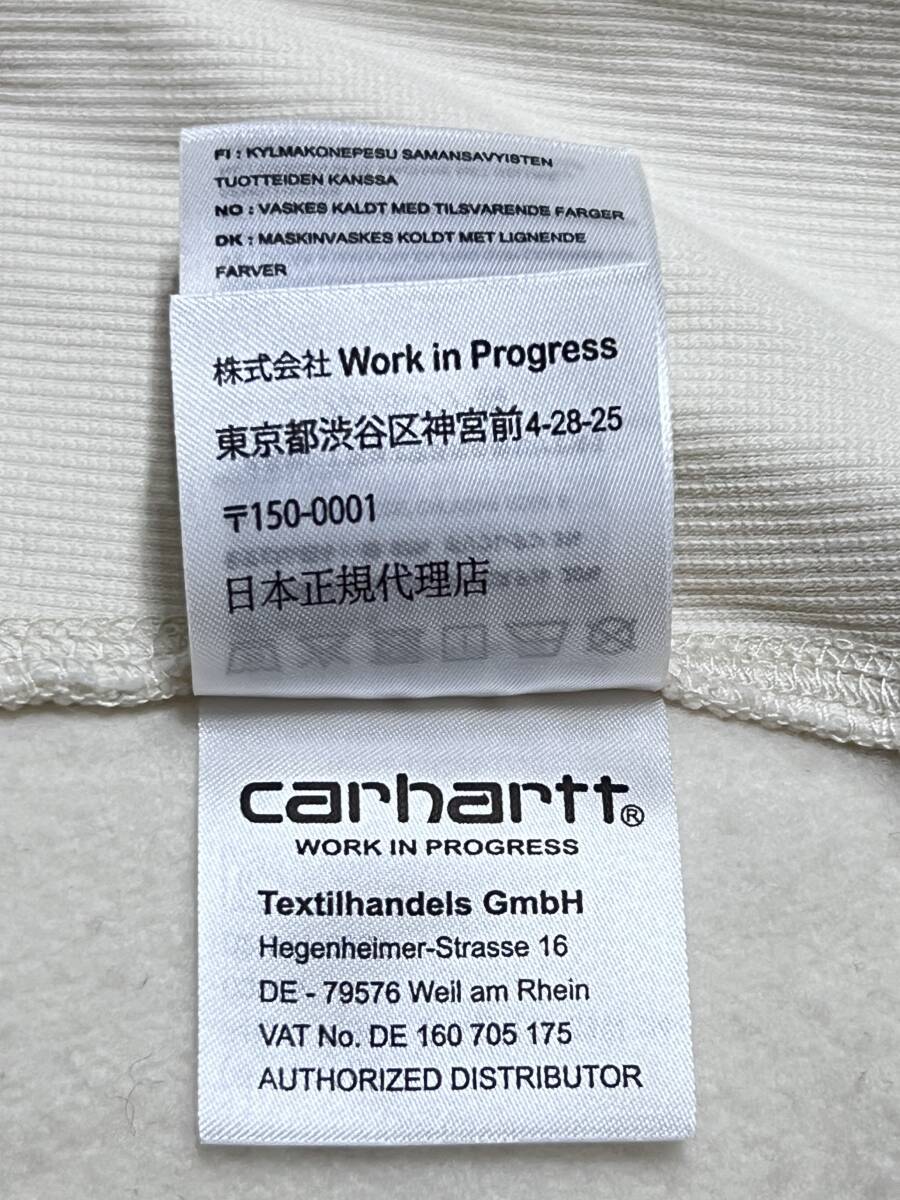 FI : KYLMAKONEPESU SAMANSAVYISTEN
TUOTTEIDEN KANSSA
NO : VASKES KALDT MED TILSVARENDE FARGER
DK : MASKINVASKES KOLDT MET LIGNENDE
FARVER
株式会社 Work in Progress
東京都渋谷区神宮前4-28-25
〒150-0001
日本正規代理店
carhartt®
WORK IN PROGRESS
Textilhandels GmbH
Hegenheimer-Strasse 16
DE - 79576 Weil am Rhein
VAT No. DE 160 705 175
AUTHORIZED DISTRIBUTOR